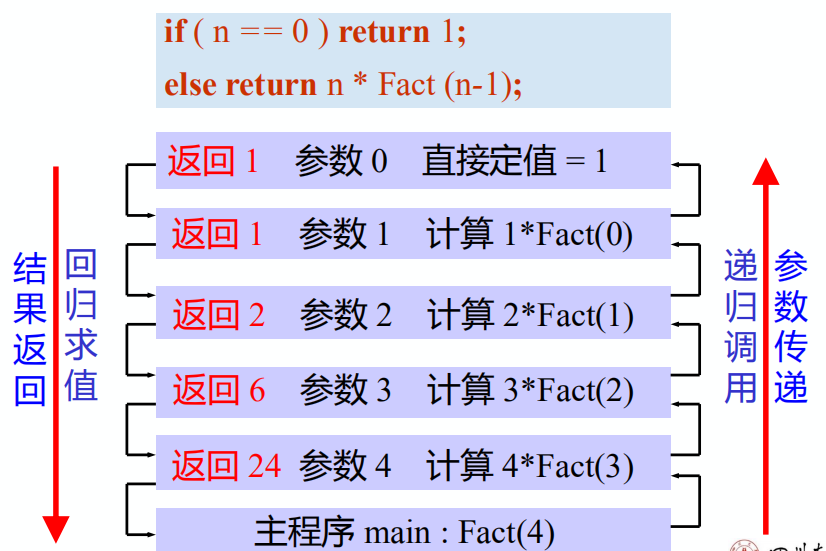 if ( n == 0 ) return 1;
else return n * Fact (n-1);
返回 1 参数 0 直接定值 = 1
返回 1 参数 1 计算 1*Fact(0)
返回 2 参数 2 计算 2*Fact(1)
返回 6 参数 3 计算 3*Fact(2)
返回 24 参数 4 计算 4*Fact(3)
主程序 main : Fact(4)
结果返回
回归求值
递归调用
参数传递